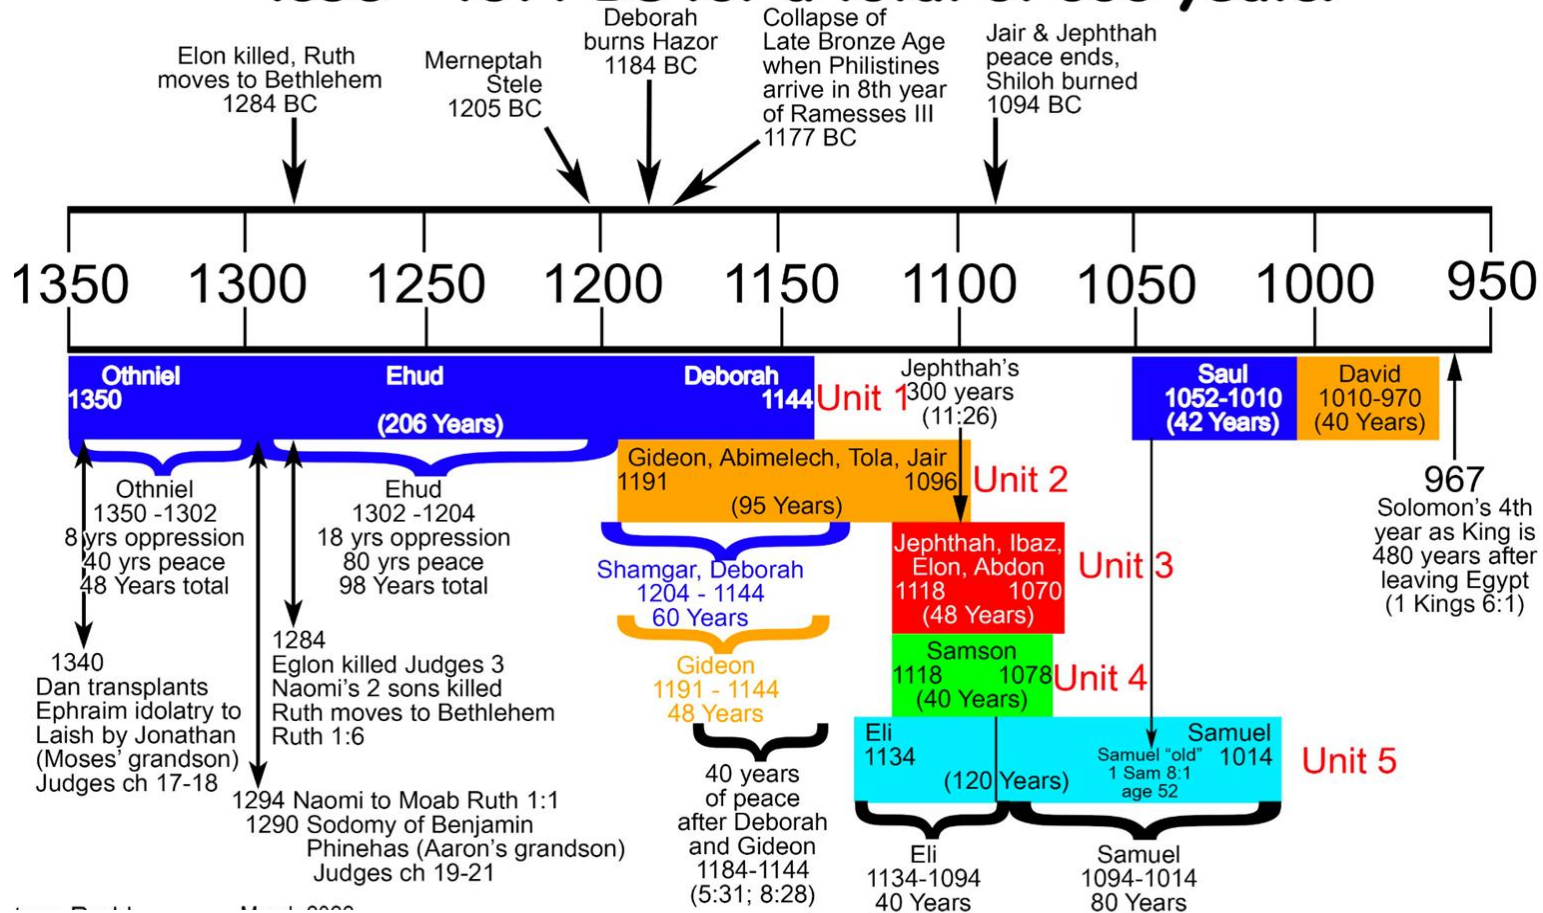 Elon killed, Ruth
moves to Bethlehem
1284 BC
Merneptah
Stele
1205 BC
Deborah
burns Hazor
1184 BC
Collapse of
Late Bronze Age
when Philistines
arrive in 8th year
of Ramesses III
1177 BC
Jair & Jephthah
peace ends,
Shiloh burned
1094 BC
1350 1300 1250 1200 1150 1100 1050 1000 950
Othniel
1350
Ehud
(206 Years)
Deborah
1144
Unit 1
Jephthah's
300 years
(11:26)
Saul
1052-1010
(42 Years)
David
1010-970
(40 Years)
Gideon, Abimelech, Tola, Jair
1191 1096
(95 Years)
Unit 2
967
Solomon's 4th
year as King is
480 years after
leaving Egypt
(1 Kings 6:1)
Othniel
1350 -1302
8 yrs oppression
40 yrs peace
48 Years total
Ehud
1302 -1204
18 yrs oppression
80 yrs peace
98 Years total
Shamgar, Deborah
1204 - 1144
60 Years
Jephthah, Ibaz,
Elon, Abdon
1118 1070
(48 Years)
Unit 3
1340
Dan transplants
Ephraim idolatry to
Laish by Jonathan
(Moses' grandson)
Judges ch 17-18
1284
Eglon killed Judges 3
Naomi's 2 sons killed
Ruth moves to Bethlehem
Ruth 1:6
Gideon
1191 - 1144
48 Years
Samson
1118 1078
(40 Years)
Unit 4
Eli
1134
(120 Years)
Samuel "old"
1 Sam 8:1
age 52
Samuel
1014
Unit 5
1294 Naomi to Moab Ruth 1:1
1290 Sodomy of Benjamin
Phinehas (Aaron's grandson)
Judges ch 19-21
40 years
of peace
after Deborah
and Gideon
1184-1144
(5:31; 8:28)
Eli
1134-1094
40 Years
Samuel
1094-1014
80 Years